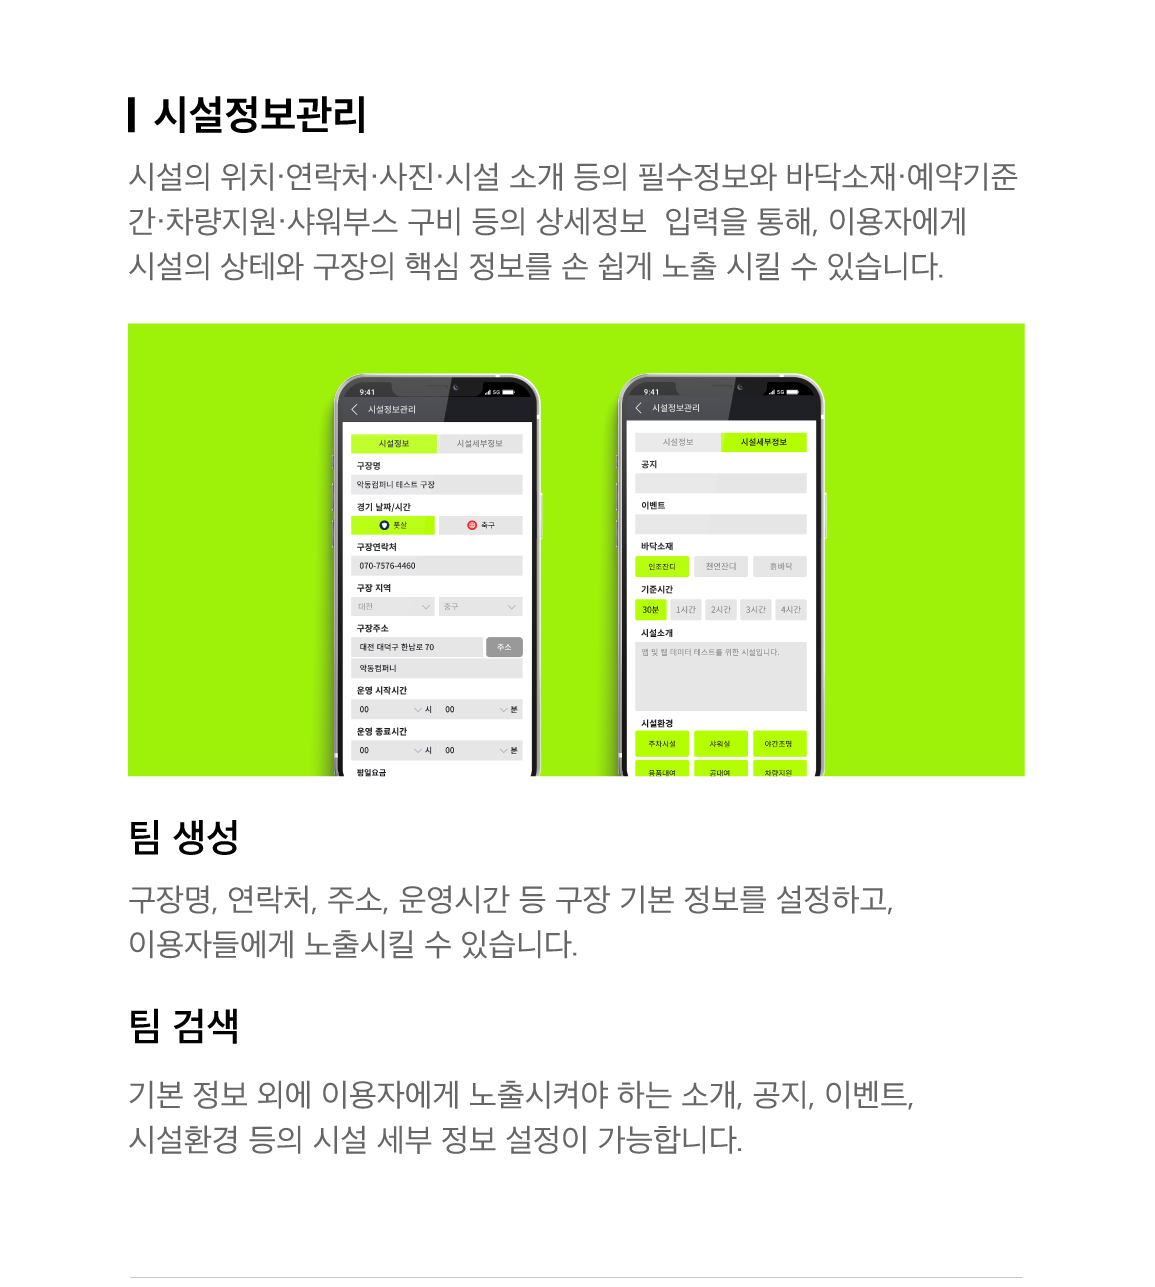 시설정보관리
시설의 위치·연락처·사진·시설 소개 등의 필수정보와 바닥소재·예약기준
간·차량지원·샤워부스 구비 등의 상세정보  입력을 통해, 이용자에게
시설의 상테와 구장의 핵심 정보를 손 쉽게 노출 시킬 수 있습니다.
9:41
5G
시설정보관리
시설정보
시설세부정보
구장명
악동컴퍼니 테스트 구장
경기 날짜/시간
풋살
축구
구장연락처
070-7576-4460
구장 지역
대전
중구
구장주소
대전 대덕구 한남로 70
주소
악동컴퍼니
운영 시작시간
00
시
00
분
운영 종료시간
00
시
00
분
평일요금
9:41
5G
시설정보관리
시설정보
시설세부정보
공지
이벤트
바닥소재
인조잔디
천연잔디
흙바닥
기준시간
30분
1시간
2시간
3시간
4시간
시설소개
앱 및 웹 데이터 테스트를 위한 시설입니다.
시설환경
주차시설
샤워실
야간조명
용품대여
공대여
차량지원
팀 생성
구장명, 연락처, 주소, 운영시간 등 구장 기본 정보를 설정하고,
이용자들에게 노출시킬 수 있습니다.
팀 검색
기본 정보 외에 이용자에게 노출시켜야 하는 소개, 공지, 이벤트,
시설환경 등의 시설 세부 정보 설정이 가능합니다.